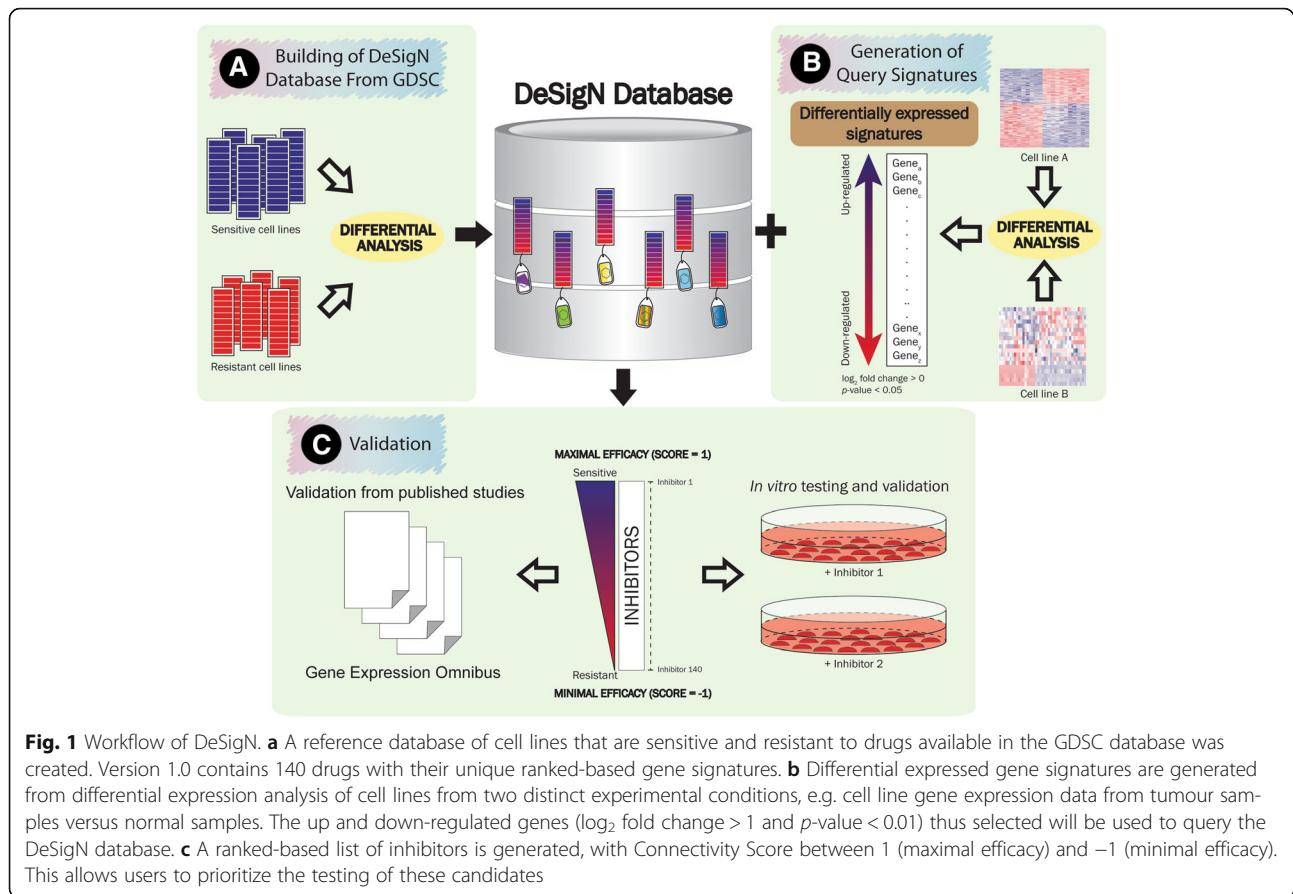 A
Building of DeSigN
Database From GDSC
Sensitive cell lines
DIFFERENTIAL
ANALYSIS
Resistant cell lines
DeSigN Database
B
Generation of
Query Signatures
Differentially expressed
signatures
Up-regulated
Down-regulated
Geneₐ
Gene_b
Gene_c
.
.
.
.
.
.
.
..
.
Geneₓ
Gene_y
Gene_z
log₂ fold change > 0
p-value < 0.05
Cell line A
DIFFERENTIAL
ANALYSIS
Cell line B
C
Validation
Validation from published studies
Gene Expression Omnibus
MAXIMAL EFFICACY (SCORE = 1)
Sensitive
Inhibitor 1
INHIBITORS
Resistant
Inhibitor 140
MINIMAL EFFICACY (SCORE = -1)
In vitro testing and validation
+ Inhibitor 1
+ Inhibitor 2
Fig. 1 Workflow of DeSigN. a A reference database of cell lines that are sensitive and resistant to drugs available in the GDSC database was
created. Version 1.0 contains 140 drugs with their unique ranked-based gene signatures. b Differential expressed gene signatures are generated
from differential expression analysis of cell lines from two distinct experimental conditions, e.g. cell line gene expression data from tumour sam-
ples versus normal samples. The up and down-regulated genes (log₂ fold change > 1 and p-value < 0.01) thus selected will be used to query the
DeSigN database. c A ranked-based list of inhibitors is generated, with Connectivity Score between 1 (maximal efficacy) and −1 (minimal efficacy).
This allows users to prioritize the testing of these candidates